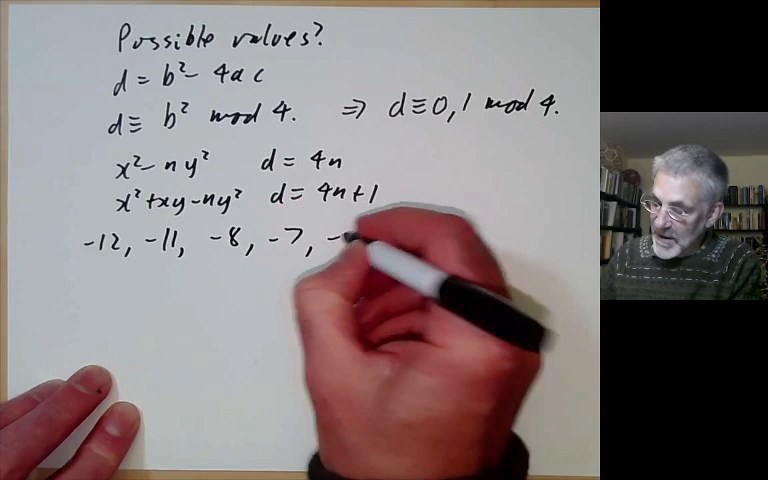 Possible values?
d = b² - 4ac
d ≡ b² mod 4. ⇒ d ≡ 0, 1 mod 4.
x² - ny² d = 4n
x² + xy - ny² d = 4n + 1
-12, -11, -8, -7, -